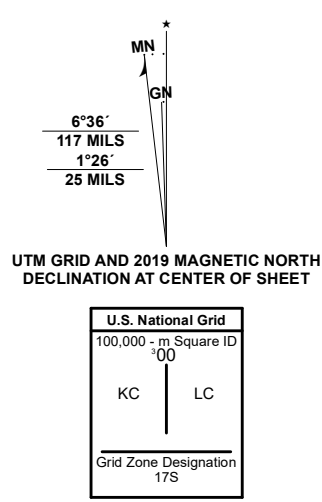 MN
GN
6°36´
117 MILS
1°26´
25 MILS
UTM GRID AND 2019 MAGNETIC NORTH
DECLINATION AT CENTER OF SHEET
U.S. National Grid
100,000 - m Square ID
³00
KC LC
Grid Zone Designation
17S